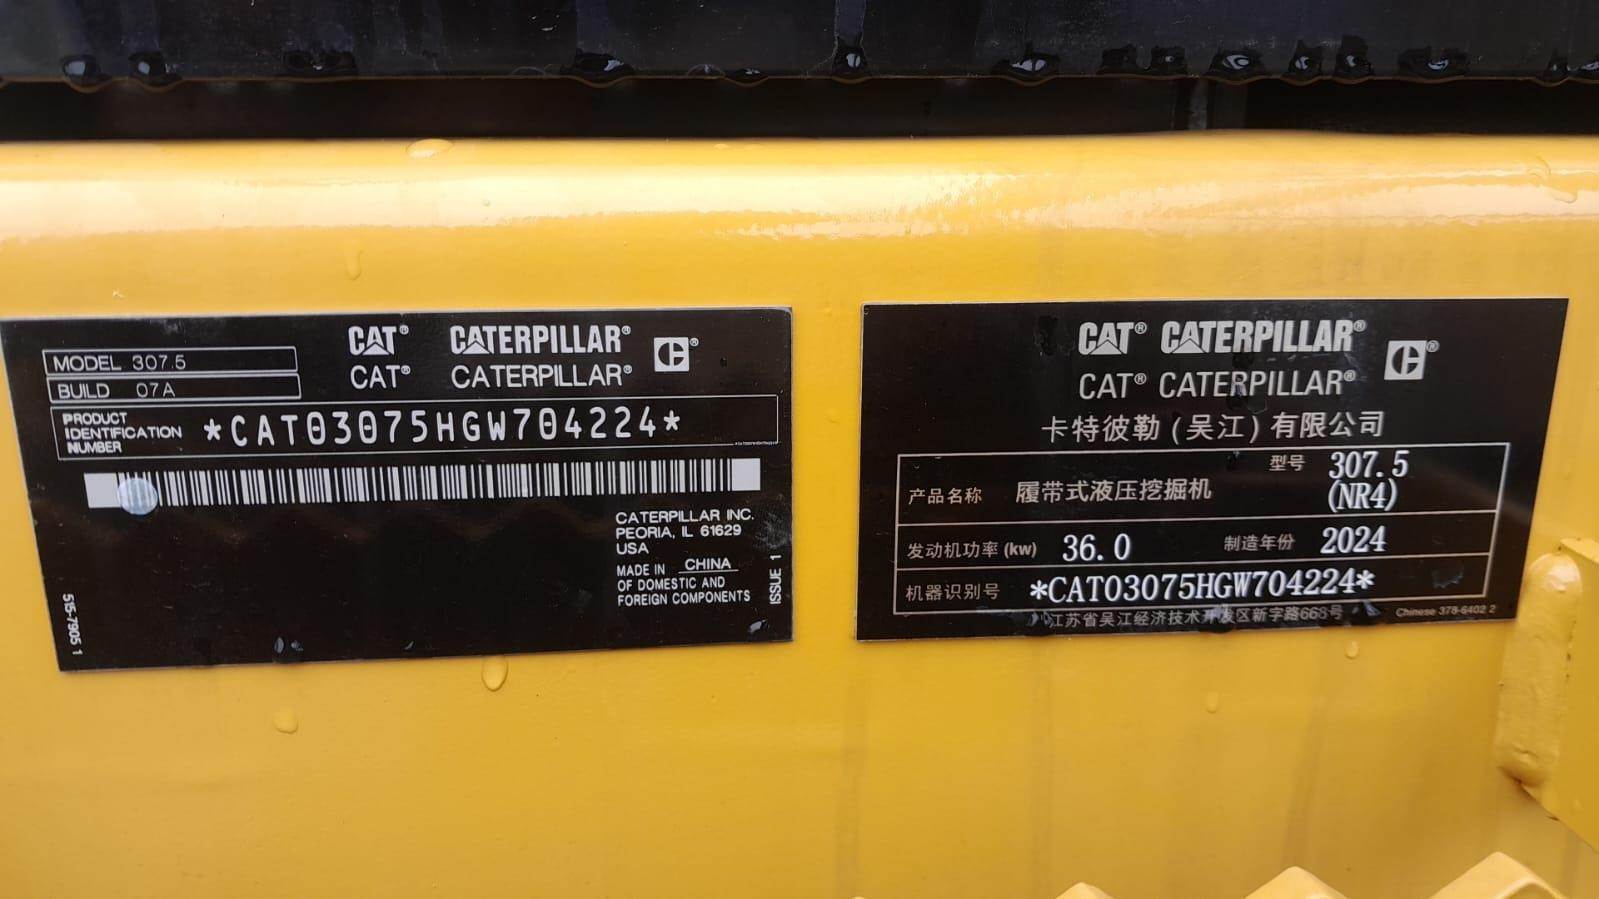 CAT® CATERPILLAR®
CAT® CATERPILLAR®
MODEL 307.5
BUILD 07A
PRODUCT IDENTIFICATION NUMBER *CAT03075HGW704224*
CATERPILLAR INC.
PEORIA, IL 61629
USA
MADE IN CHINA
OF DOMESTIC AND
FOREIGN COMPONENTS
ISSUE 1
515-7905 1
CAT® CATERPILLAR®
CAT® CATERPILLAR®
卡特彼勒(吴江)有限公司
产品名称 履带式液压挖掘机 型号 307.5 (NR4)
发动机功率(kw) 36.0 制造年份 2024
机器识别号 *CAT03075HGW704224*
江苏省吴江经济技术开发区新字路668号
Chinese 378-6402 2